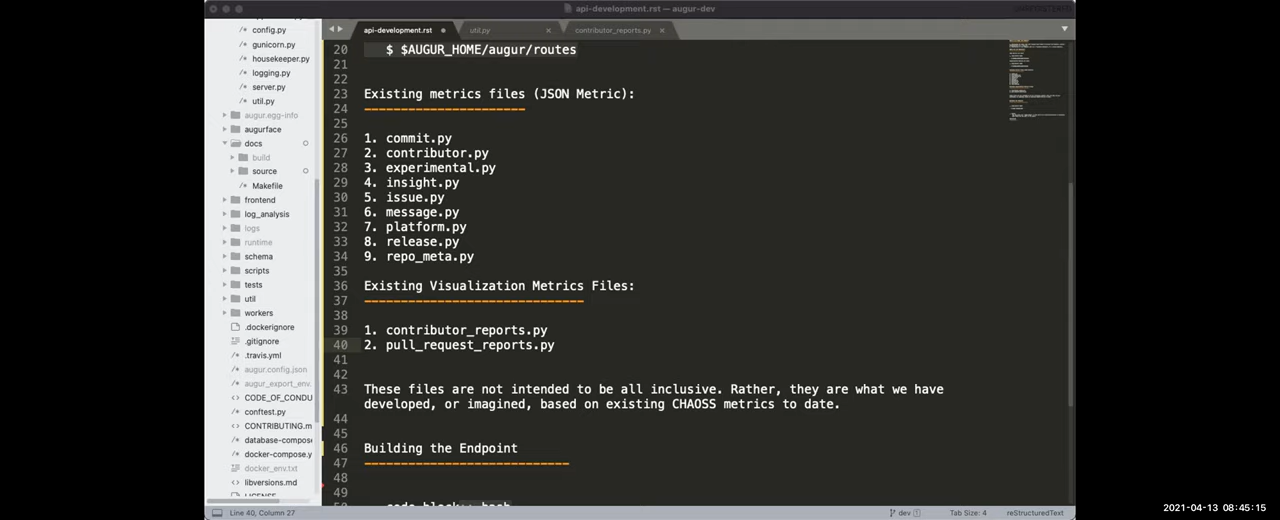 api-development.rst — augur-dev
config.py
gunicorn.py
housekeeper.py
logging.py
server.py
util.py
augur.egg-info
augurface
docs
build
source
Makefile
frontend
log_analysis
logs
runtime
schema
scripts
tests
util
workers
.dockerignore
.gitignore
.travis.yml
augur.config.json
augur_export_env.
CODE_OF_CONDU
conftest.py
CONTRIBUTING.m
database-compose
docker-compose.y
docker_env.txt
libversions.md
LICENSE
api-development.rst
util.py
contributor_reports.py
20 $ $AUGUR_HOME/augur/routes
21
22
23 Existing metrics files (JSON Metric):
24 ----------------------
25
26 1. commit.py
27 2. contributor.py
28 3. experimental.py
29 4. insight.py
30 5. issue.py
31 6. message.py
32 7. platform.py
33 8. release.py
34 9. repo_meta.py
35
36 Existing Visualization Metrics Files:
37 ------------------------------
38
39 1. contributor_reports.py
40 2. pull_request_reports.py
41
42
43 These files are not intended to be all inclusive. Rather, they are what we have
developed, or imagined, based on existing CHAOSS metrics to date.
44
45
46 Building the Endpoint
47 ----------------------------
48
49
50 code-block:: bash
Line 40, Column 27
dev 1
Tab Size: 4
reStructuredText
2021-04-13 08:45:15